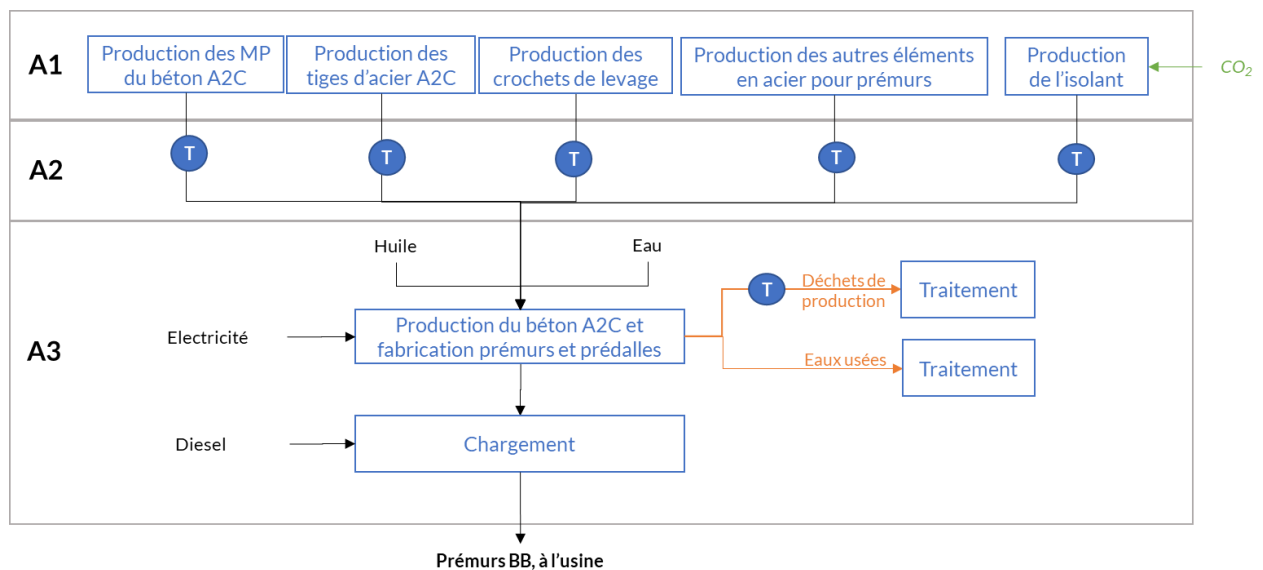 A1
Production des MP
du béton A2C
Production des
tiges d'acier A2C
Production des
crochets de levage
Production des autres éléments
en acier pour prémurs
Production
de l'isolant
CO₂
A2
T
T
T
T
T
A3
Huile
Eau
T
Déchets de
production
Traitement
Electricité
Production du béton A2C et
fabrication prémurs et prédalles
Eaux usées
Traitement
Diesel
Chargement
Prémurs BB, à l'usine